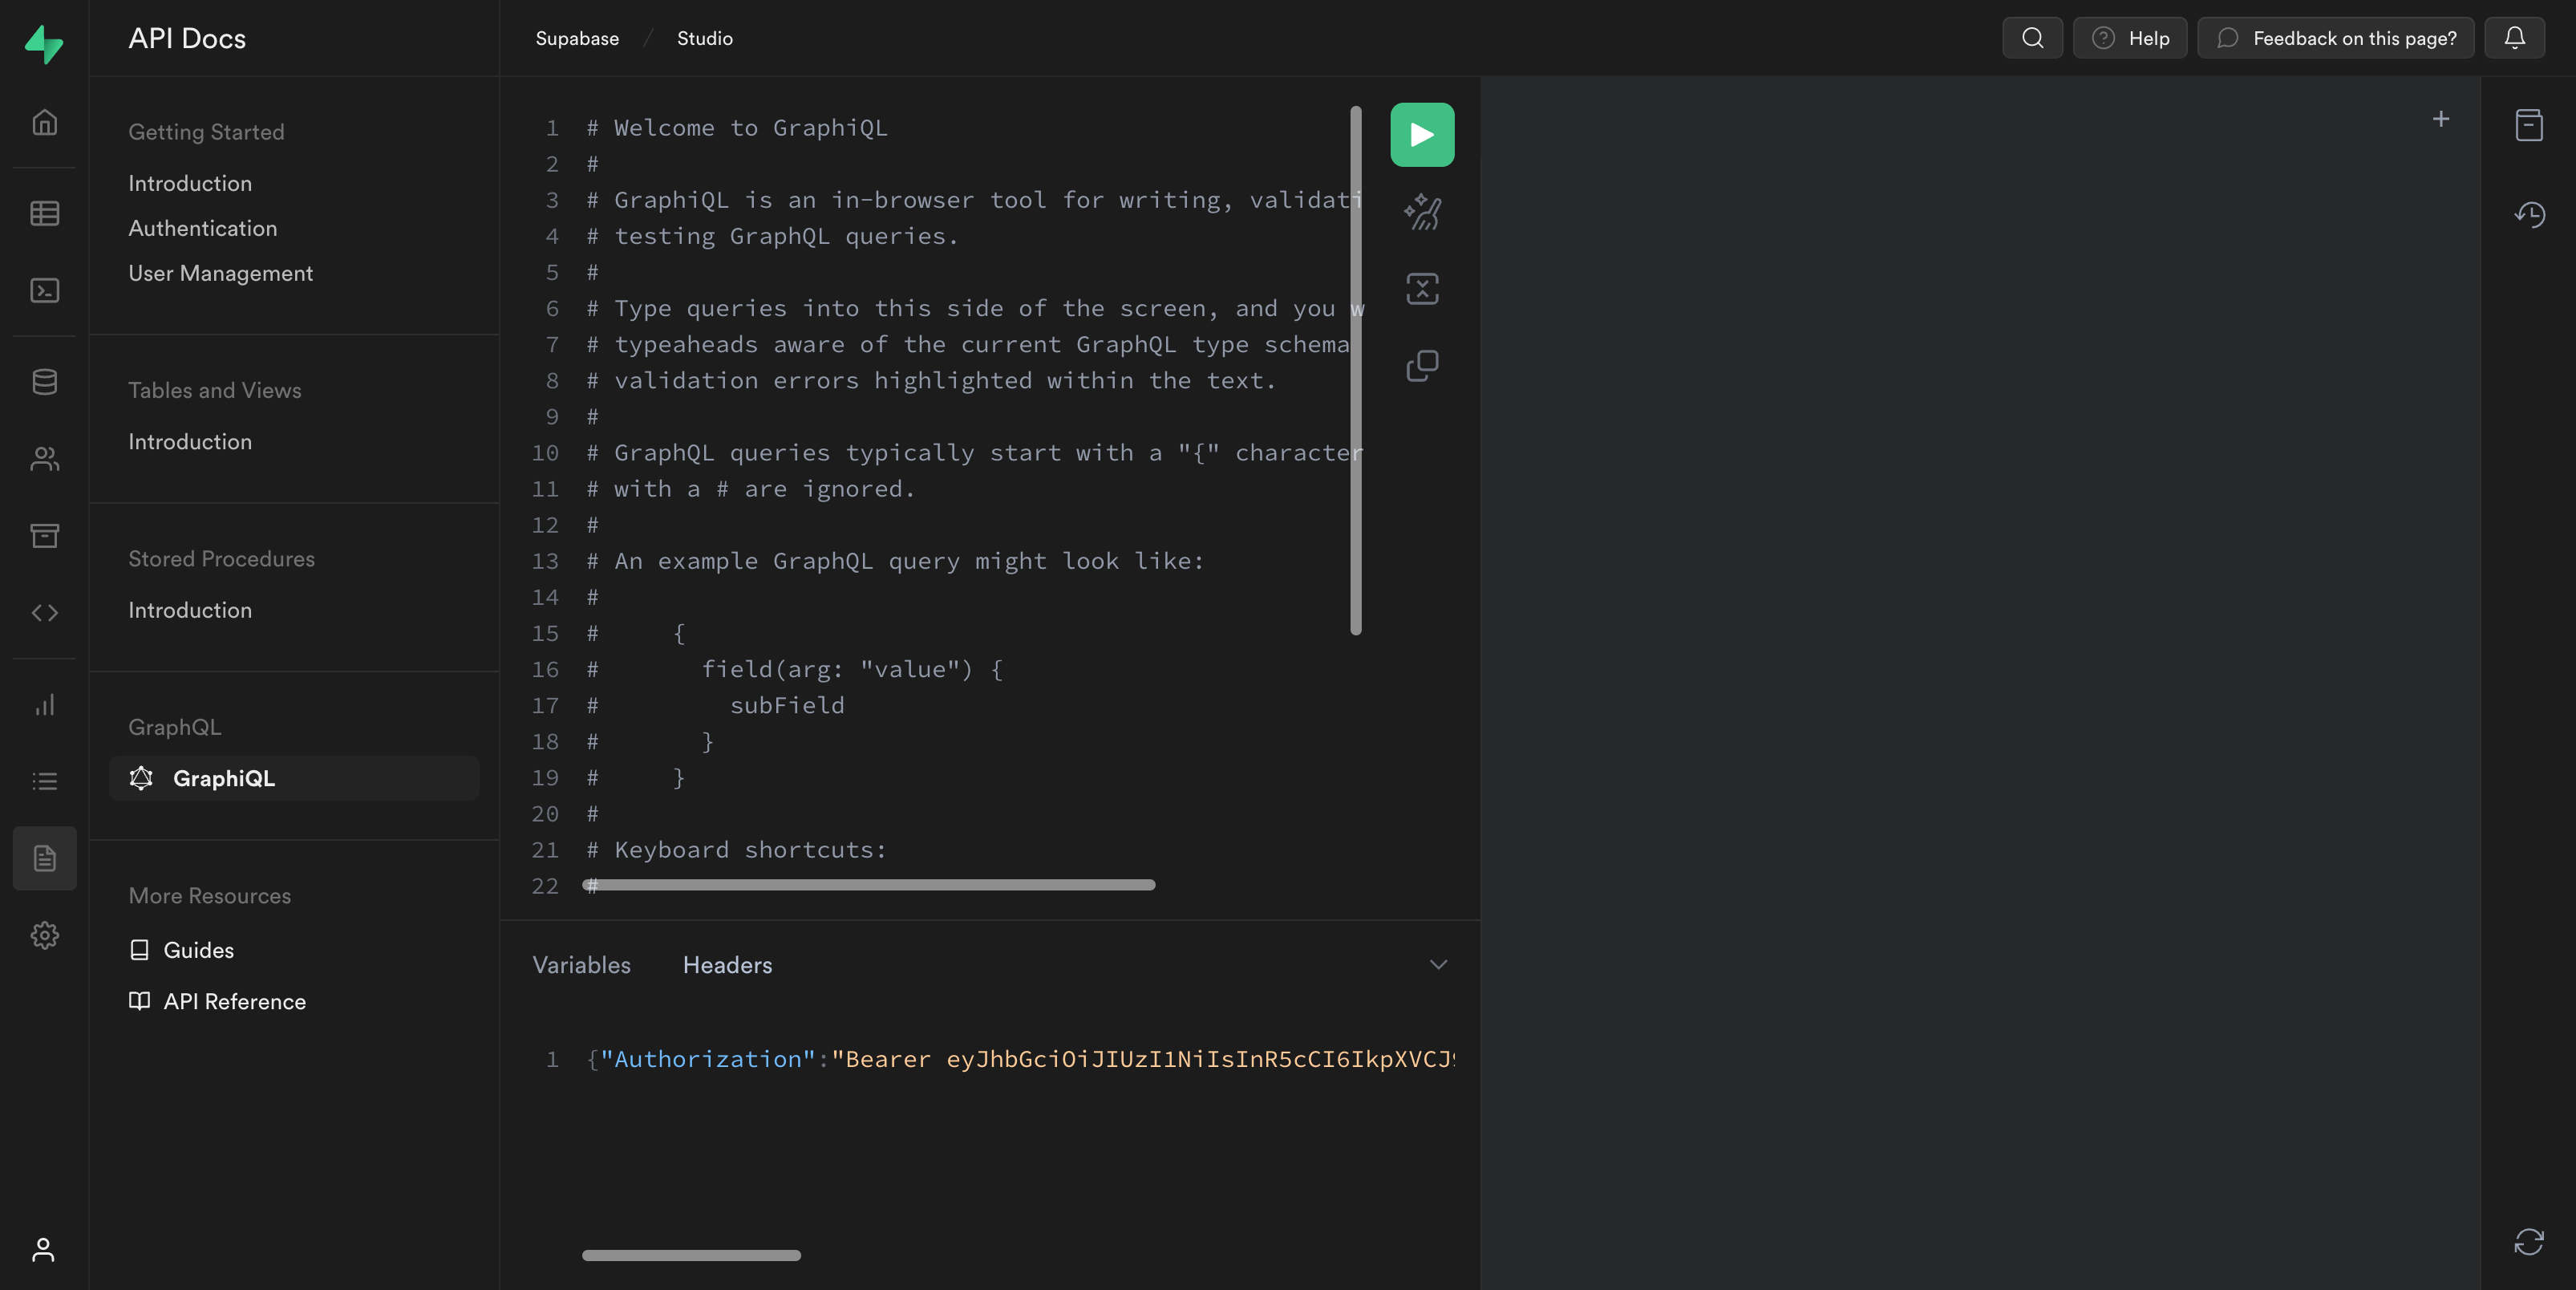 API Docs
Supabase / Studio
Help
Feedback on this page?
Getting Started
Introduction
Authentication
User Management
Tables and Views
Introduction
Stored Procedures
Introduction
GraphQL
GraphiQL
More Resources
Guides
API Reference
1 # Welcome to GraphiQL
2 #
3 # GraphiQL is an in-browser tool for writing, validati
4 # testing GraphQL queries.
5 #
6 # Type queries into this side of the screen, and you w
7 # typeaheads aware of the current GraphQL type schema
8 # validation errors highlighted within the text.
9 #
10 # GraphQL queries typically start with a "{" character
11 # with a # are ignored.
12 #
13 # An example GraphQL query might look like:
14 #
15 #     {
16 #       field(arg: "value") {
17 #         subField
18 #       }
19 #     }
20 #
21 # Keyboard shortcuts:
22 #
Variables Headers
1 {"Authorization":"Bearer eyJhbGciOiJIUzI1NiIsInR5cCI6IkpXVCJ9